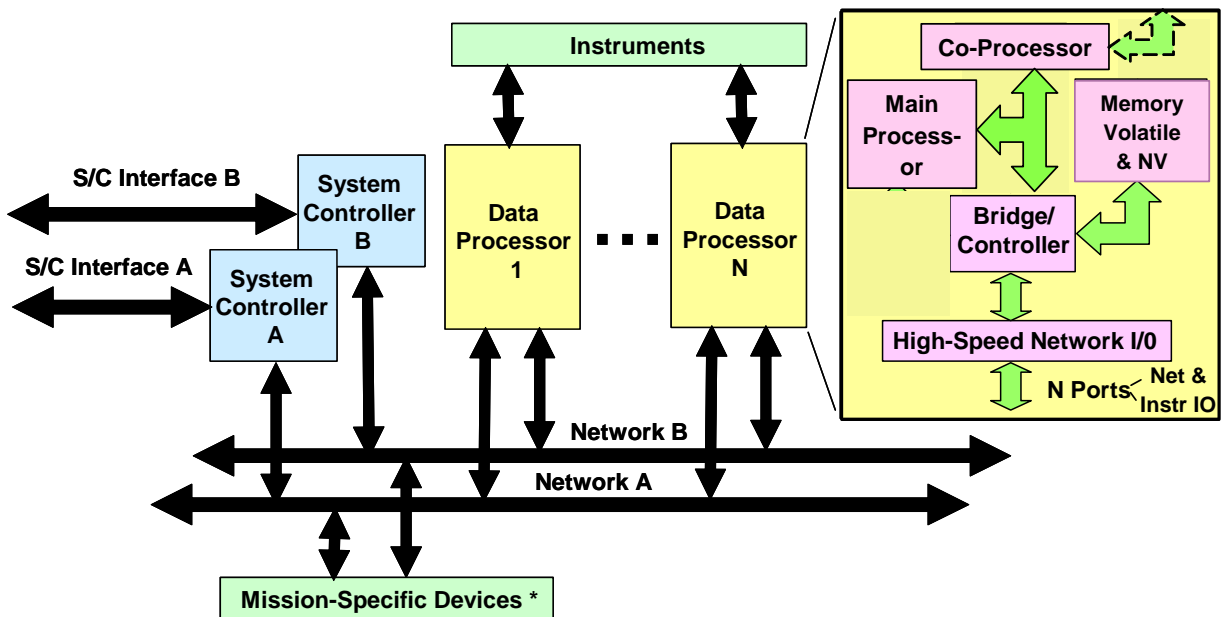 Instruments
S/C Interface B
System
Controller
B
S/C Interface A
System
Controller
A
Data
Processor
1
Data
Processor
N
Network B
Network A
Mission-Specific Devices *
Co-Processor
Main
Process-
or
Memory
Volatile
& NV
Bridge/
Controller
High-Speed Network I/0
N Ports
Net &
Instr IO